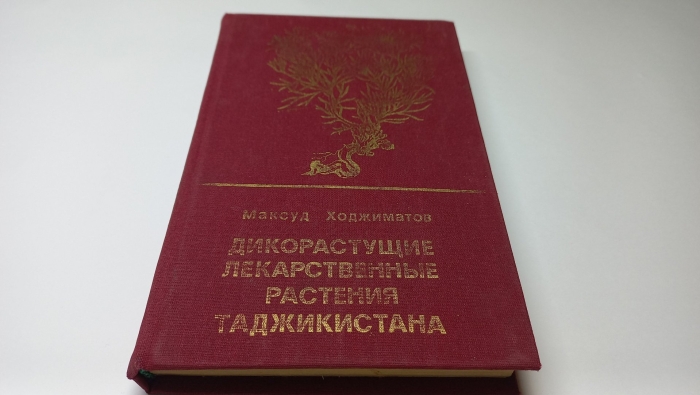 Максуд Ходжиматов
ДИКОРАСТУЩИЕ
ЛЕКАРСТВЕННЫЕ
РАСТЕНИЯ
ТАДЖИКИСТАНА